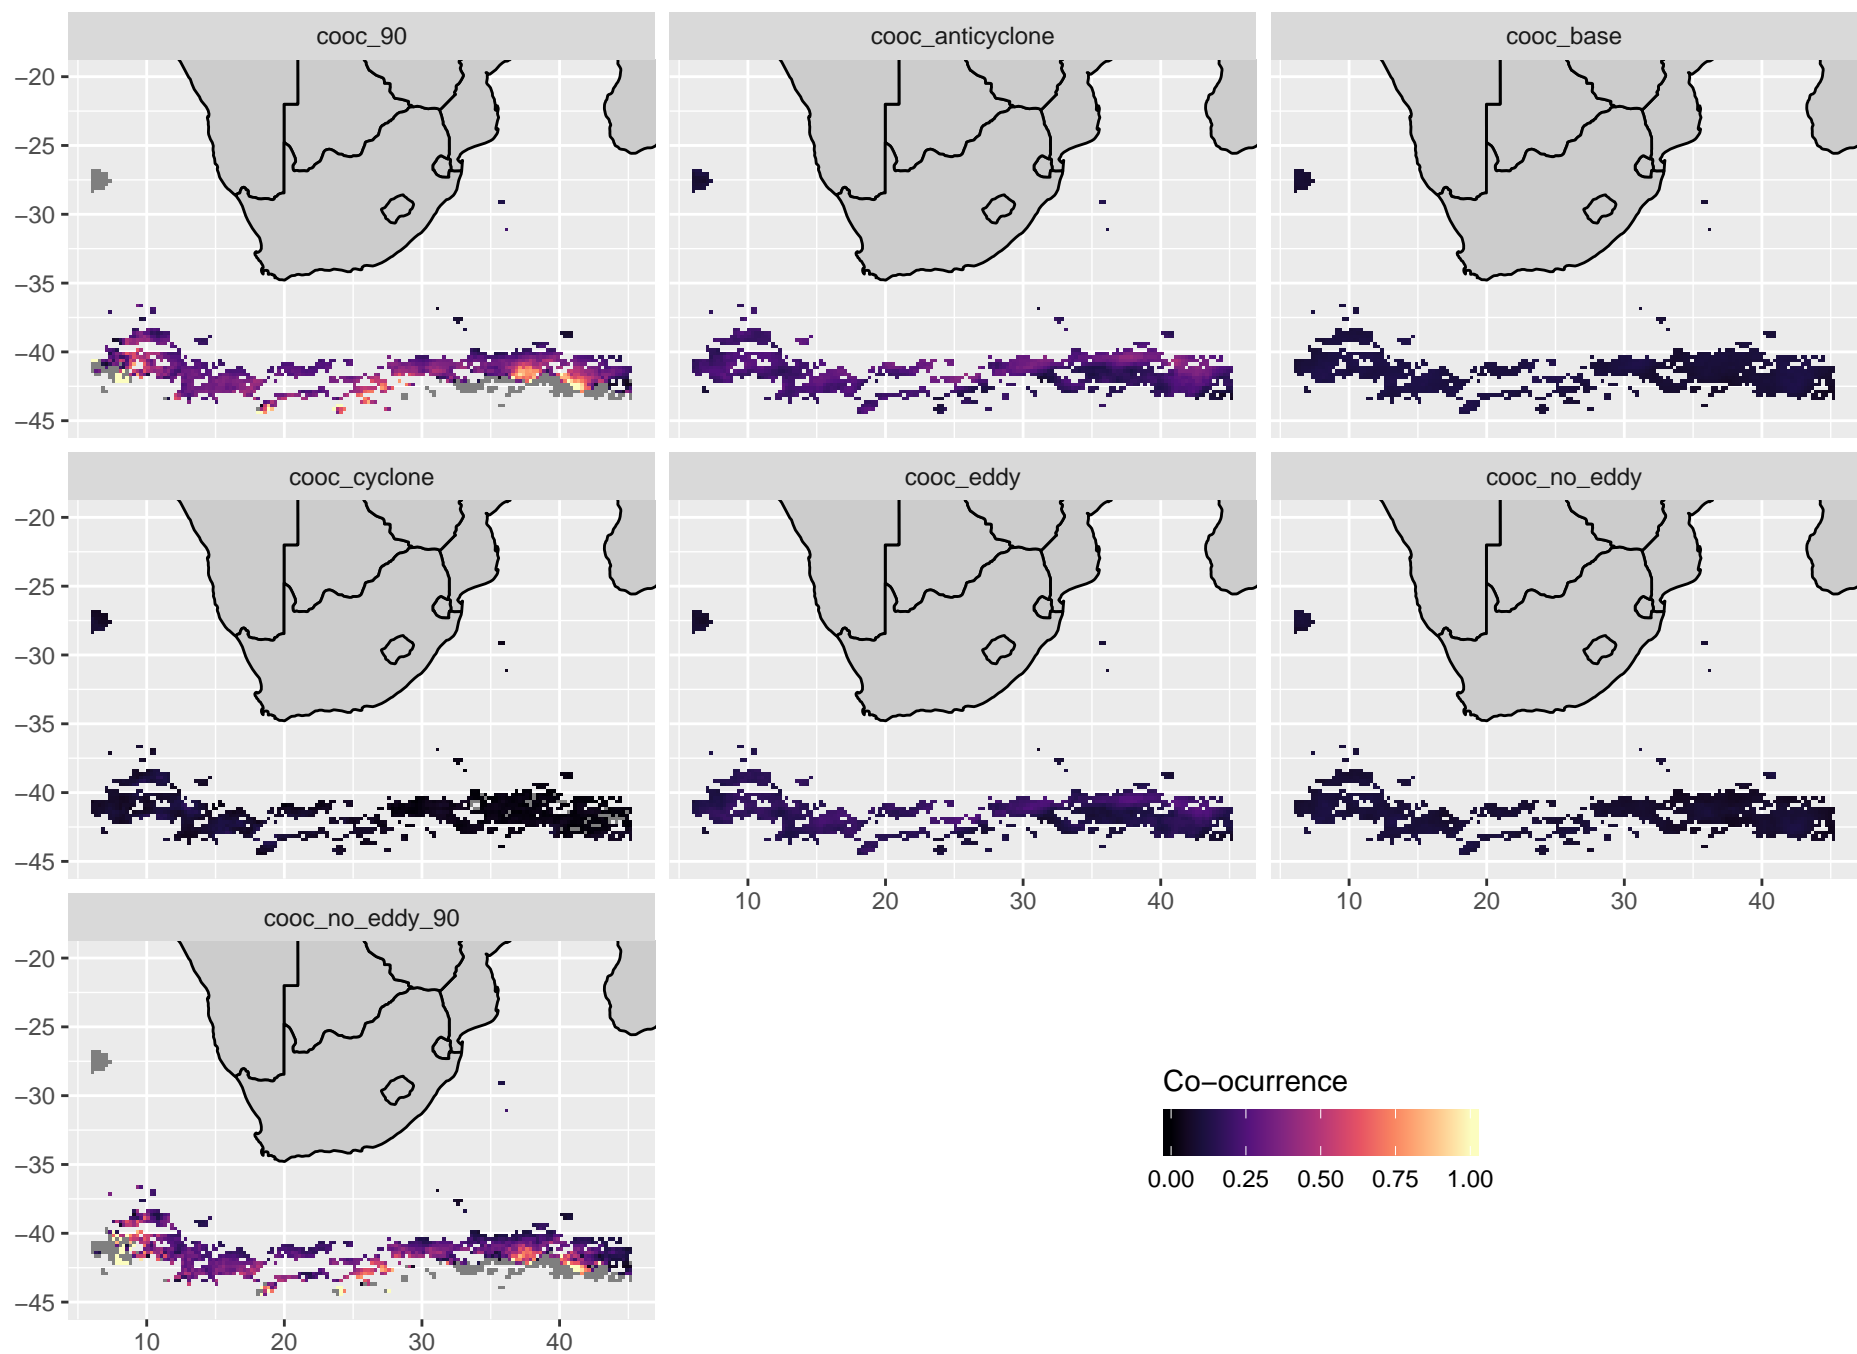 cooc_90
cooc_anticyclone
cooc_base
−20
−25
−30
−35
−40
−45
cooc_cyclone
cooc_eddy
cooc_no_eddy
−20
−25
−30
−35
−40
−45
10 20 30 40
10 20 30 40
cooc_no_eddy_90
−20
−25
−30
−35
−40
−45
10 20 30 40
Co−ocurrence
0.00 0.25 0.50 0.75 1.00